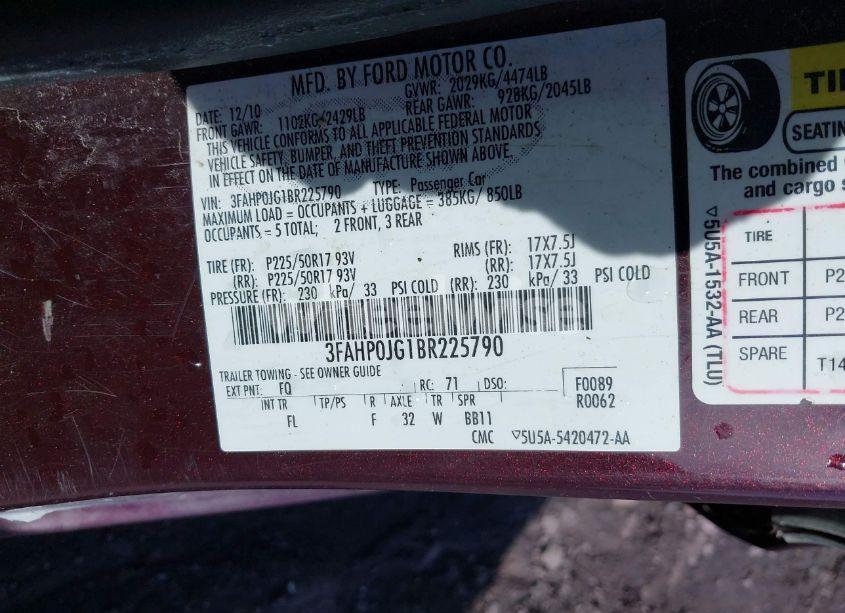 MFD. BY FORD MOTOR CO.
DATE: 12/10 GVWR: 2029KG/4474LB
FRONT GAWR: 1102KG/2429LB REAR GAWR: 928KG/2045LB
THIS VEHICLE CONFORMS TO ALL APPLICABLE FEDERAL MOTOR
VEHICLE SAFETY, BUMPER, AND THEFT PREVENTION STANDARDS
IN EFFECT ON THE DATE OF MANUFACTURE SHOWN ABOVE.
VIN: 3FAHP0JG1BR225790 TYPE: Passenger Car
MAXIMUM LOAD = OCCUPANTS + LUGGAGE = 385KG/ 850LB
OCCUPANTS = 5 TOTAL; 2 FRONT, 3 REAR
TIRE (FR): P225/50R17 93V RIMS (FR): 17X7.5J
(RR): P225/50R17 93V (RR): 17X7.5J
PRESSURE (FR): 230 kPa/ 33 PSI COLD (RR): 230 kPa/ 33 PSI COLD
3FAHP0JG1BR225790
TRAILER TOWING - SEE OWNER GUIDE
EXT PNT: FQ RC: 71 DSO: F0089
INT TR TP/PS R AXLE TR SPR R0062
FL F 32 W BB11
CMC ▽5U5A-5420472-AA
▽5U5A-1532-AA (TLU)
TI
SEATIN
The combined
and cargo
TIRE
FRONT P2
REAR P2
SPARE T14